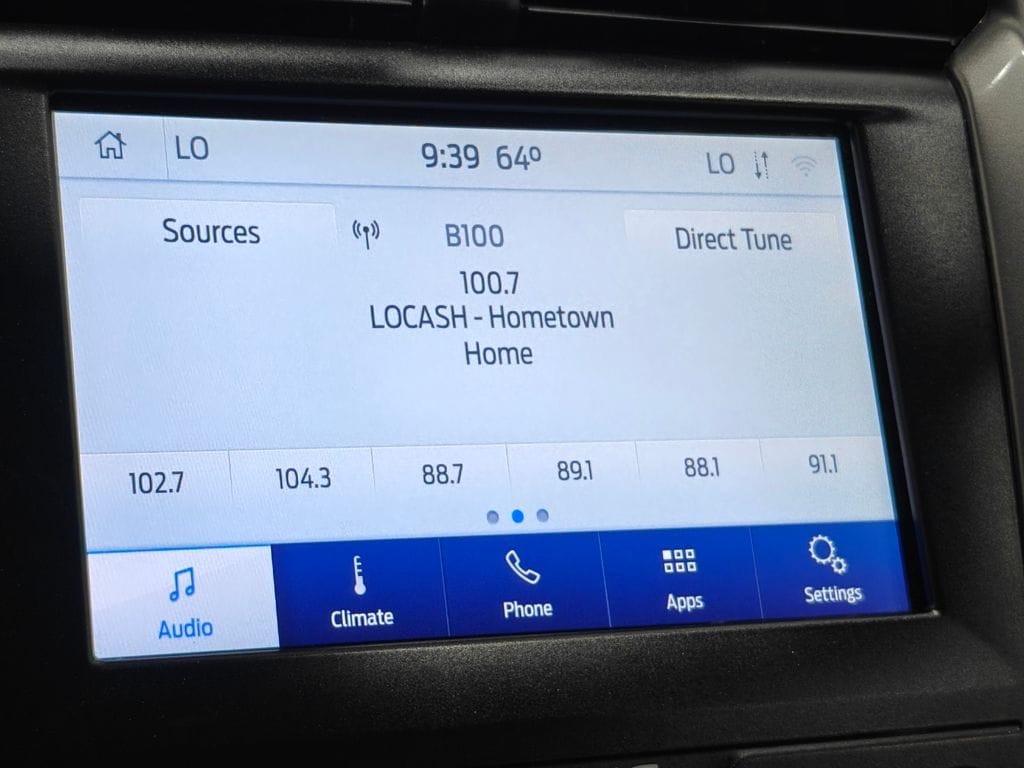 LO 9:39 64° LO
Sources B100 Direct Tune
100.7
LOCASH - Hometown
Home
102.7 104.3 88.7 89.1 88.1 91.1
Audio Climate Phone Apps Settings